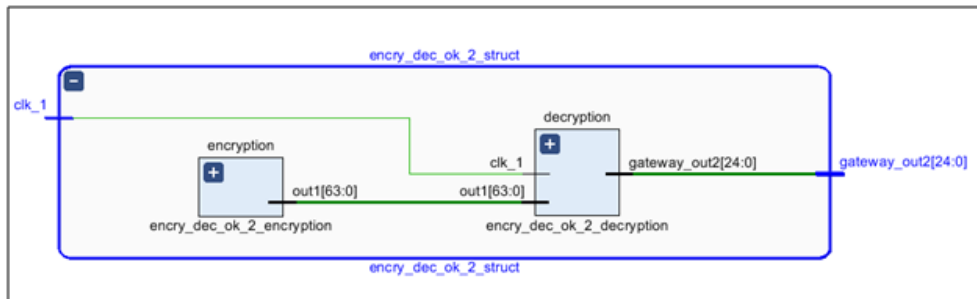 encry_dec_ok_2_struct
clk_1
decryption
encryption
clk_1
gateway_out2[24:0]
gateway_out2[24:0]
out1[63:0]
out1[63:0]
encry_dec_ok_2_encryption
encry_dec_ok_2_decryption
encry_dec_ok_2_struct